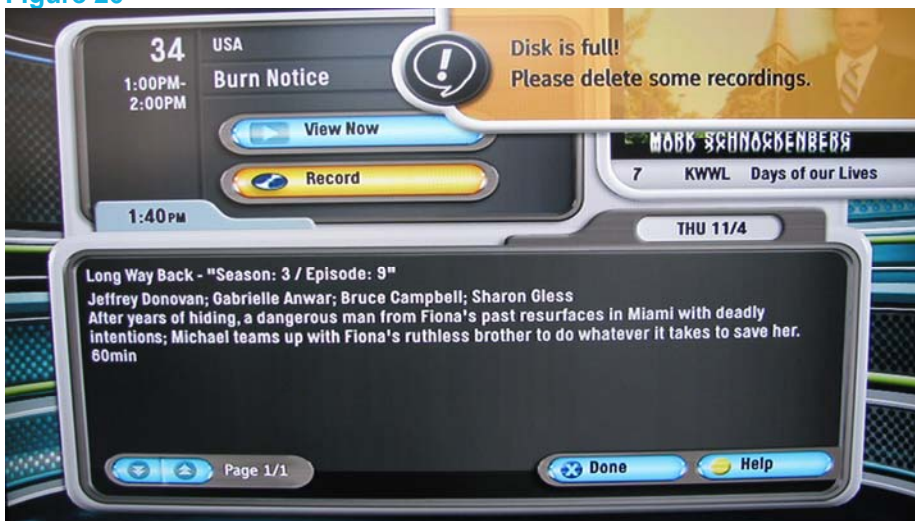 Figure
34
USA
1:00PM-
2:00PM
Burn Notice
Disk is full!
Please delete some recordings.
View Now
Record
7 KWWL Days of our Lives
1:40PM
THU 11/4
Long Way Back - "Season: 3 / Episode: 9"
Jeffrey Donovan; Gabrielle Anwar; Bruce Campbell; Sharon Gless
After years of hiding, a dangerous man from Fiona's past resurfaces in Miami with deadly
intentions; Michael teams up with Fiona's ruthless brother to do whatever it takes to save her.
60min
Page 1/1
Done
Help